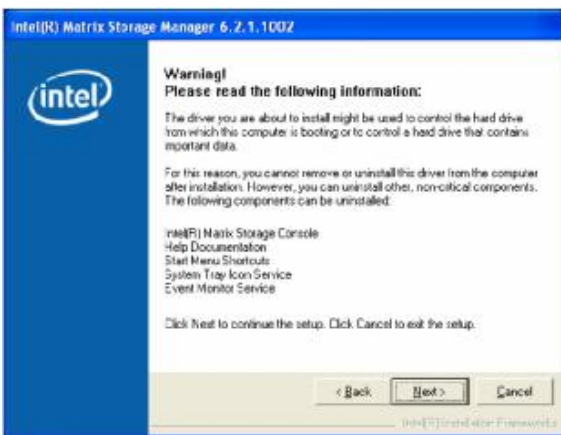 Intel(R) Matrix Storage Manager 6.2.1.1002
intel
Warning!
Please read the following information:
The driver you are about to install might be used to control the hard drive
from which this computer is booting or to control a hard drive that contains
important data.
For this reason, you cannot remove or uninstall this driver from the computer
after installation. However, you can uninstall other, non-critical components.
The following components can be uninstalled:
Intel(R) Matrix Storage Console
Help Documentation
Start Menu Shortcuts
System Tray Icon Service
Event Monitor Service
Click Next to continue the setup. Click Cancel to exit the setup.
< Back Next > Cancel
Intel(R) Installation Frameworks